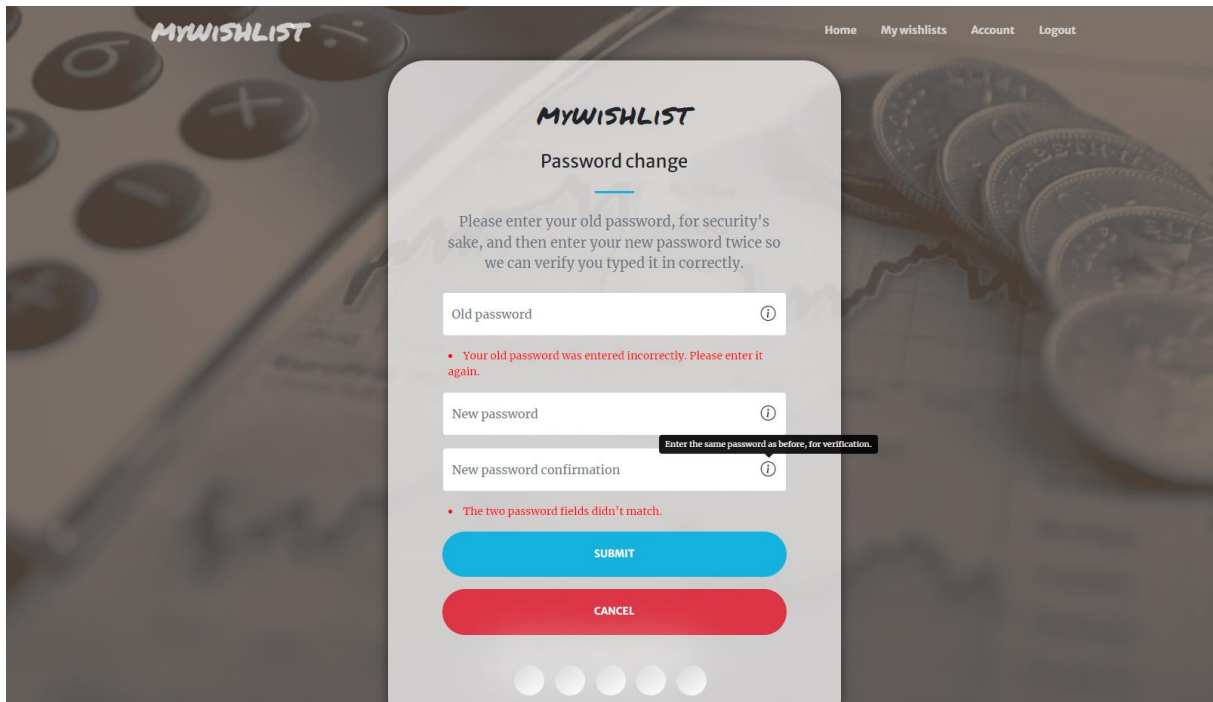 MYWISHLIST
Home My wishlists Account Logout
MYWISHLIST
Password change
Please enter your old password, for security's
sake, and then enter your new password twice so
we can verify you typed it in correctly.
Old password
• Your old password was entered incorrectly. Please enter it
again.
New password
Enter the same password as before, for verification.
New password confirmation
• The two password fields didn't match.
SUBMIT
CANCEL